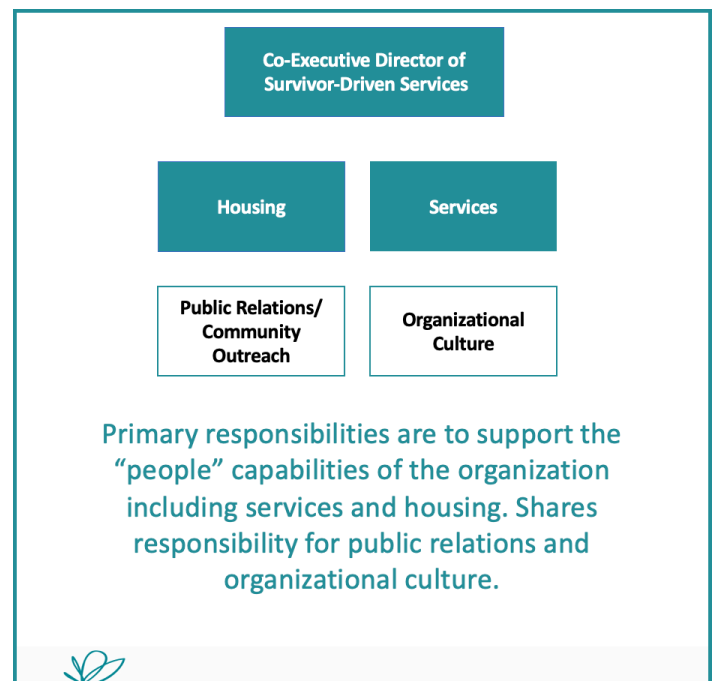 Co-Executive Director of
Survivor-Driven Services
Housing
Services
Public Relations/
Community
Outreach
Organizational
Culture
Primary responsibilities are to support the
“people” capabilities of the organization
including services and housing. Shares
responsibility for public relations and
organizational culture.